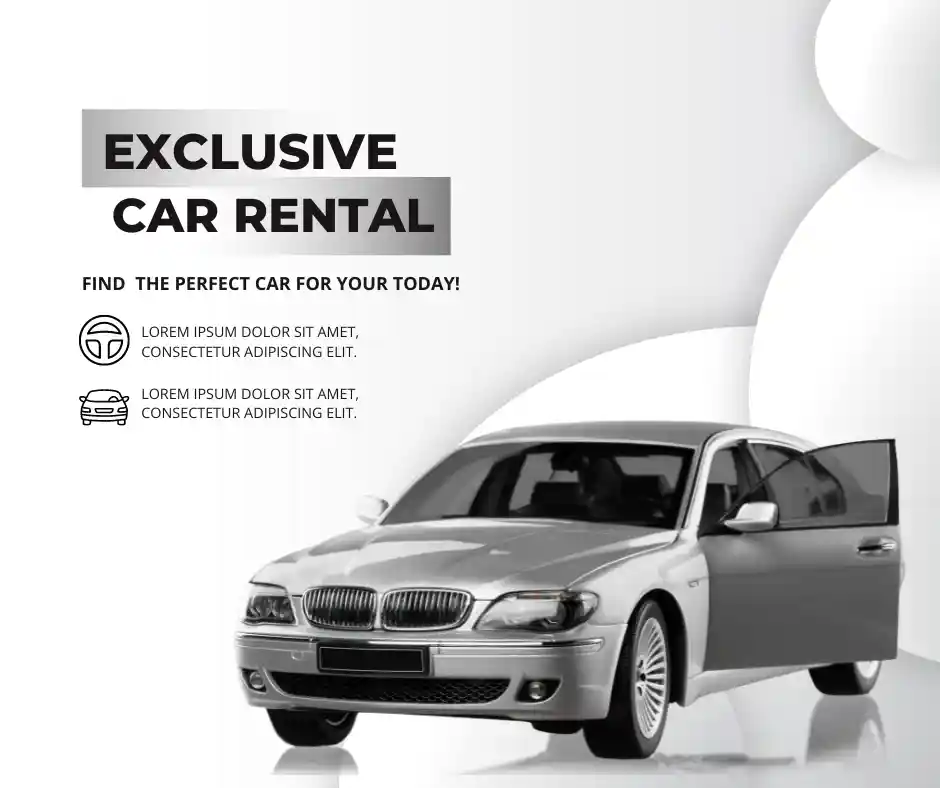 EXCLUSIVE
CAR RENTAL
FIND  THE PERFECT CAR FOR YOUR TODAY!
LOREM IPSUM DOLOR SIT AMET,
CONSECTETUR ADIPISCING ELIT.
LOREM IPSUM DOLOR SIT AMET,
CONSECTETUR ADIPISCING ELIT.